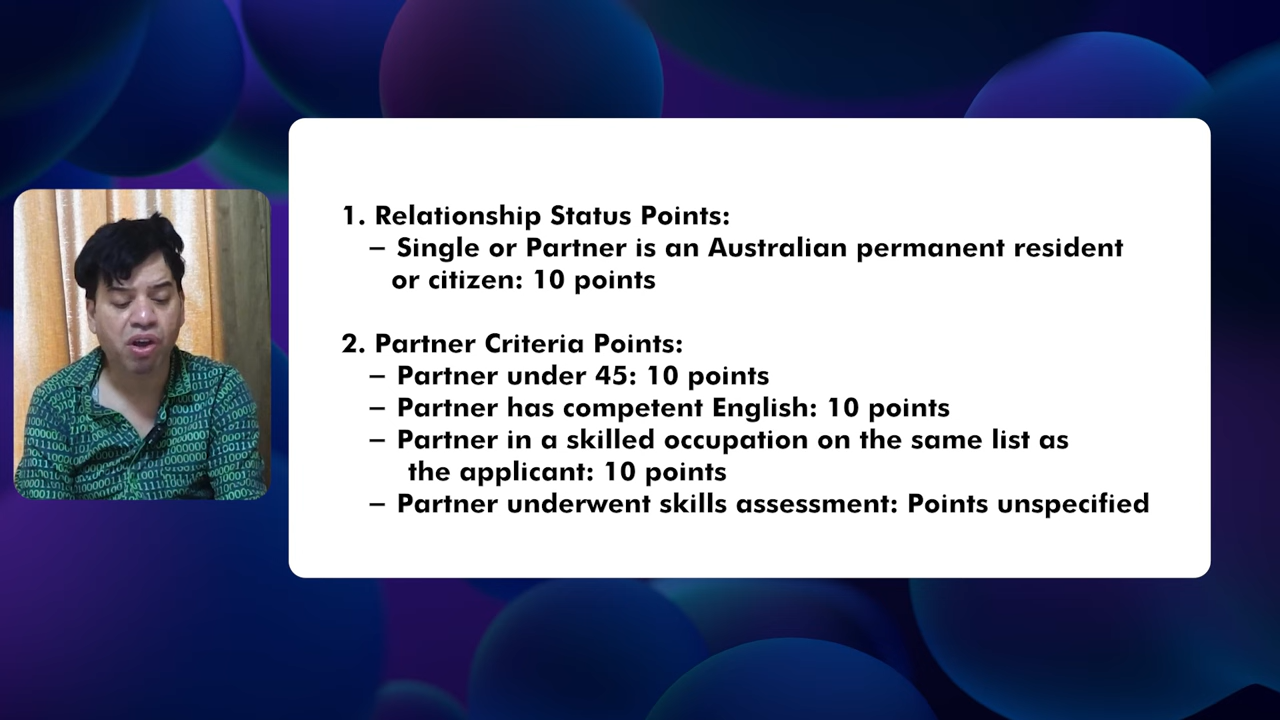 1. Relationship Status Points:
– Single or Partner is an Australian permanent resident
or citizen: 10 points
2. Partner Criteria Points:
– Partner under 45: 10 points
– Partner has competent English: 10 points
– Partner in a skilled occupation on the same list as
the applicant: 10 points
– Partner underwent skills assessment: Points unspecified